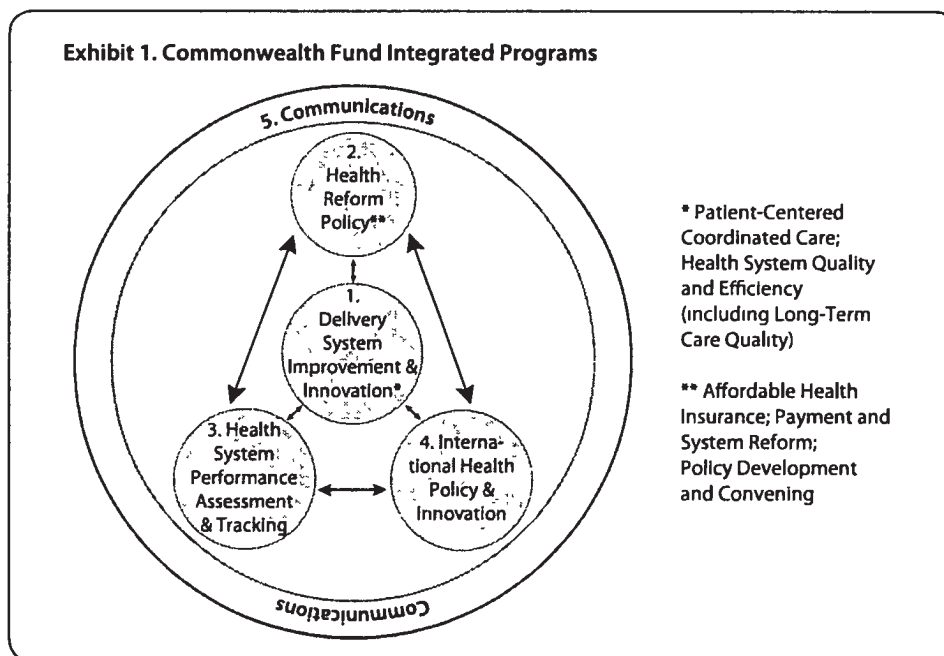 Exhibit 1. Commonwealth Fund Integrated Programs
5. Communications
2.
Health
Reform
Policy**
1.
Delivery
System
Improvement &
Innovation*
3. Health
System
Performance
Assessment
& Tracking
4. Interna-
tional Health
Policy &
Innovation
Communications
* Patient-Centered
Coordinated Care;
Health System Quality
and Efficiency
(including Long-Term
Care Quality)
** Affordable Health
Insurance; Payment and
System Reform;
Policy Development
and Convening